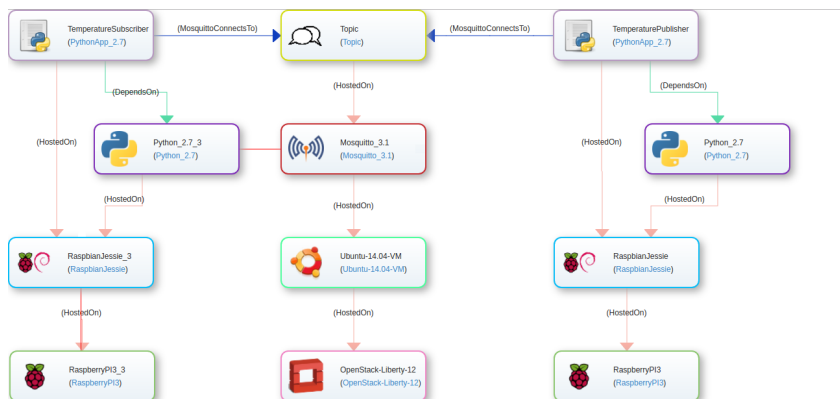 TemperatureSubscriber
(PythonApp_2.7)
(MosquittoConnectsTo)
Topic
(Topic)
(MosquittoConnectsTo)
TemperaturePublisher
(PythonApp_2.7)
(DependsOn)
(HostedOn)
(DependsOn)
(HostedOn)
Python_2.7_3
(Python_2.7)
Mosquitto_3.1
(Mosquitto_3.1)
(HostedOn)
Python_2.7
(Python_2.7)
(HostedOn)
(HostedOn)
(HostedOn)
RaspbianJessie_3
(RaspbianJessie)
Ubuntu-14.04-VM
(Ubuntu-14.04-VM)
RaspbianJessie
(RaspbianJessie)
(HostedOn)
(HostedOn)
(HostedOn)
RaspberryPI3_3
(RaspberryPI3)
OpenStack-Liberty-12
(OpenStack-Liberty-12)
RaspberryPI3
(RaspberryPI3)